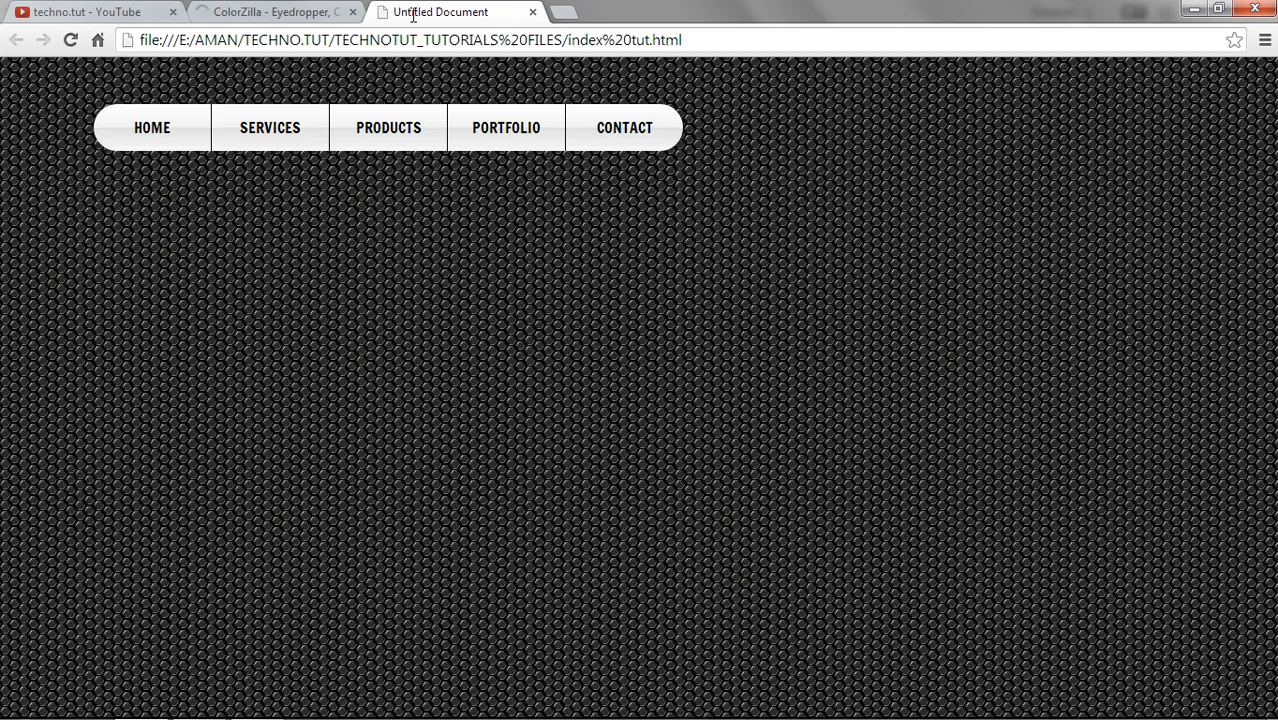 techno.tut - YouTube
ColorZilla - Eyedropper, C
Untitled Document
file:///E:/AMAN/TECHNO.TUT/TECHNOTUT_TUTORIALS%20FILES/index%20tut.html
HOME
SERVICES
PRODUCTS
PORTFOLIO
CONTACT